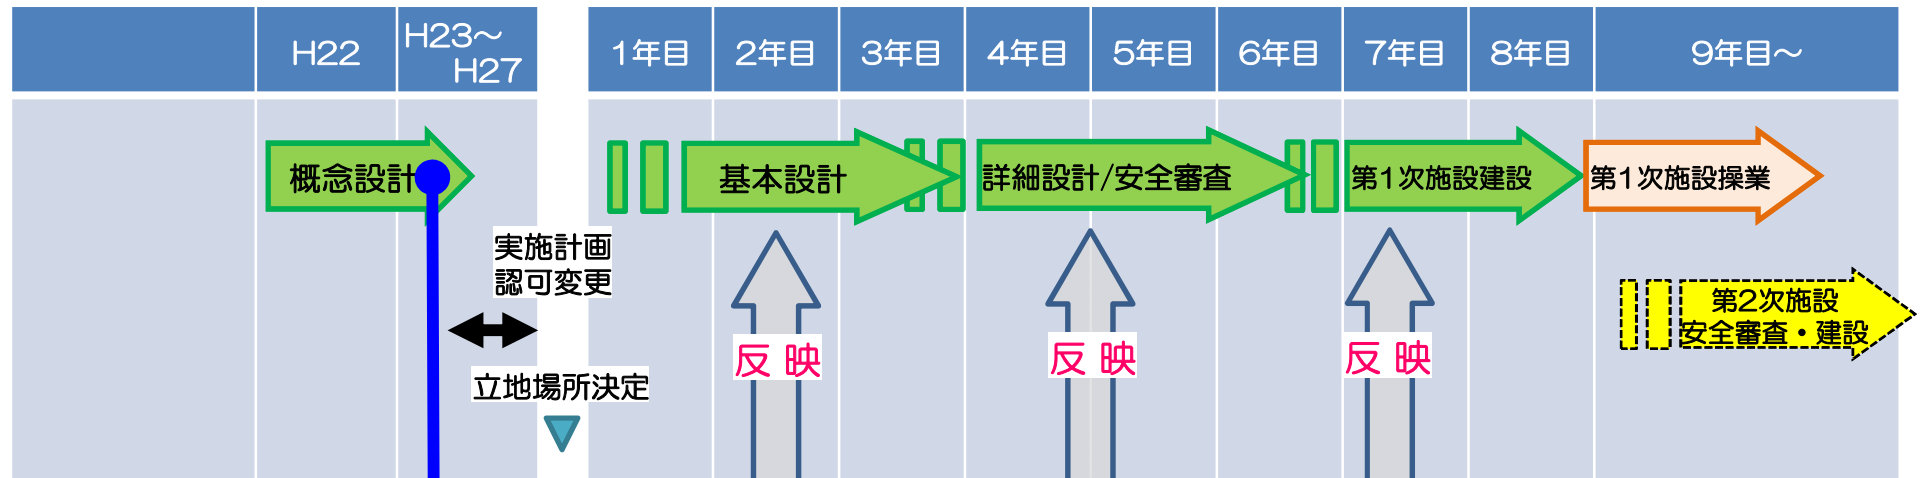 H22
H23～
H27
1年目
2年目
3年目
4年目
5年目
6年目
7年目
8年目
9年目～
概念設計
基本設計
詳細設計/安全審査
第1次施設建設
第1次施設操業
実施計画
認可変更
第2次施設
安全審査・建設
反 映
反 映
反 映
立地場所決定